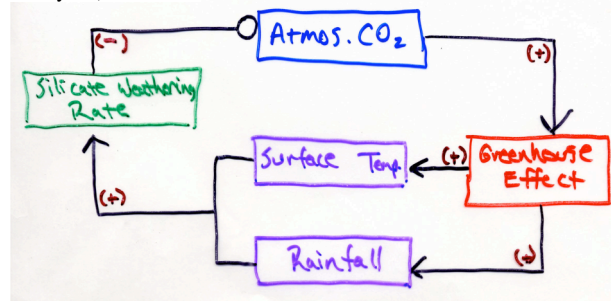 (-)
Atmos. CO₂
(+)
Silicate Weathering
Rate
Surface Temp.
(+)
Greenhouse
Effect
(+)
Rainfall
(+)